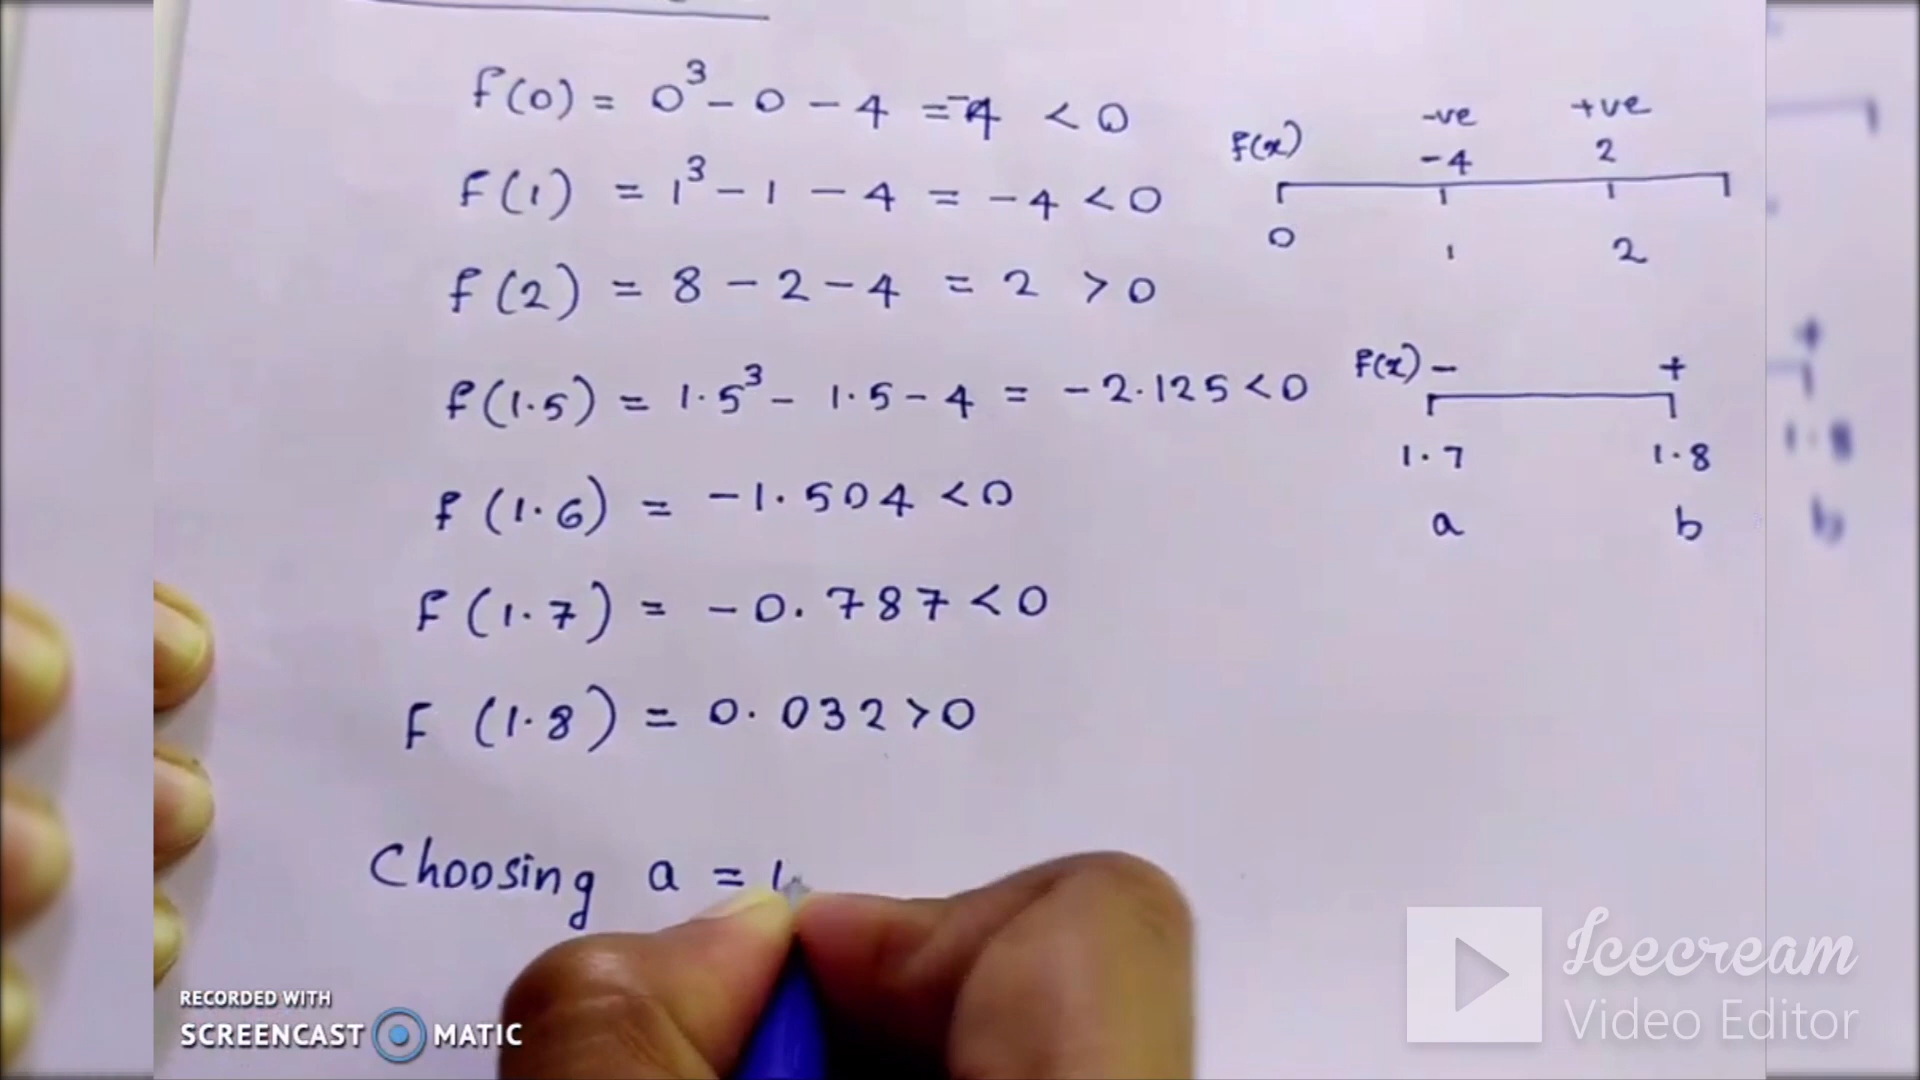 f(0) = 0³ - 0 - 4 = -4 < 0
f(1) = 1³ - 1 - 4 = -4 < 0
f(2) = 8 - 2 - 4 = 2 > 0
f(1.5) = 1.5³ - 1.5 - 4 = -2.125 < 0
f(1.6) = -1.504 < 0
f(1.7) = -0.787 < 0
f(1.8) = 0.032 > 0
Choosing a = 1
-ve +ve
f(x) -4 2
0 1 2
f(x) - +
1.7 1.8
a b
+
1.8
b
RECORDED WITH
SCREENCAST MATIC
Icecream
Video Editor